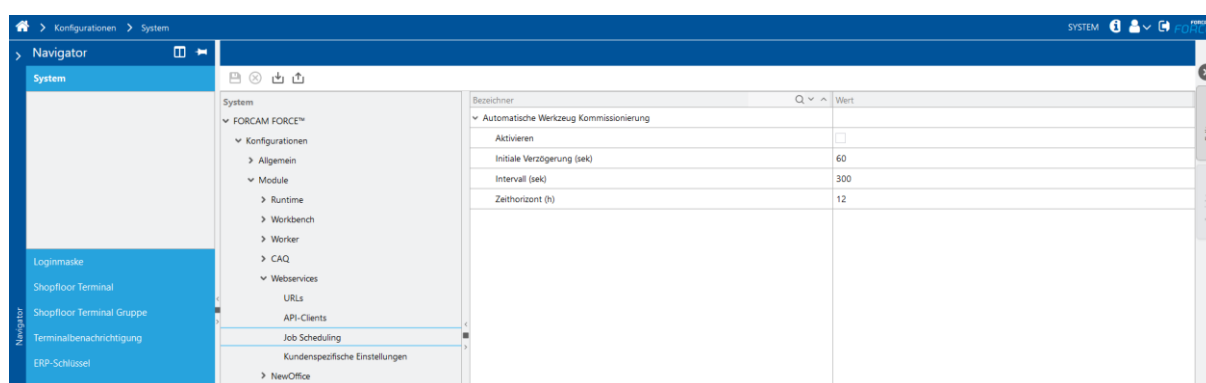 Konfigurationen > System
SYSTEM
Navigator
System
Loginmaske
Shopfloor Terminal
Shopfloor Terminal Gruppe
Terminalbenachrichtigung
ERP-Schlüssel
Navigator
System
FORCAM FORCE™
Konfigurationen
Allgemein
Module
Runtime
Workbench
Worker
CAQ
Webservices
URLs
API-Clients
Job Scheduling
Kundenspezifische Einstellungen
NewOffice
Bezeichner Wert
Automatische Werkzeug Kommissionierung
Aktivieren
Initiale Verzögerung (sek) 60
Intervall (sek) 300
Zeithorizont (h) 12